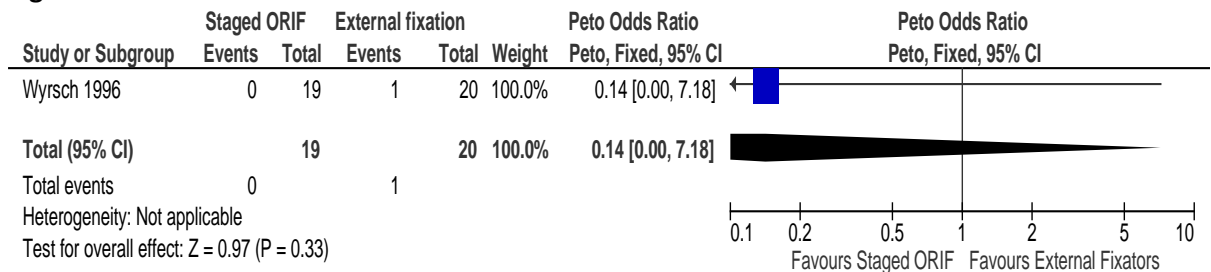 Staged ORIF External fixation Peto Odds Ratio Peto Odds Ratio
Study or Subgroup Events Total Events Total Weight Peto, Fixed, 95% CI Peto, Fixed, 95% CI
Wyrsch 1996 0 19 1 20 100.0% 0.14 [0.00, 7.18]
Total (95% CI) 19 20 100.0% 0.14 [0.00, 7.18]
Total events 0 1
Heterogeneity: Not applicable
Test for overall effect: Z = 0.97 (P = 0.33)
0.1 0.2 0.5 1 2 5 10
Favours Staged ORIF Favours External Fixators